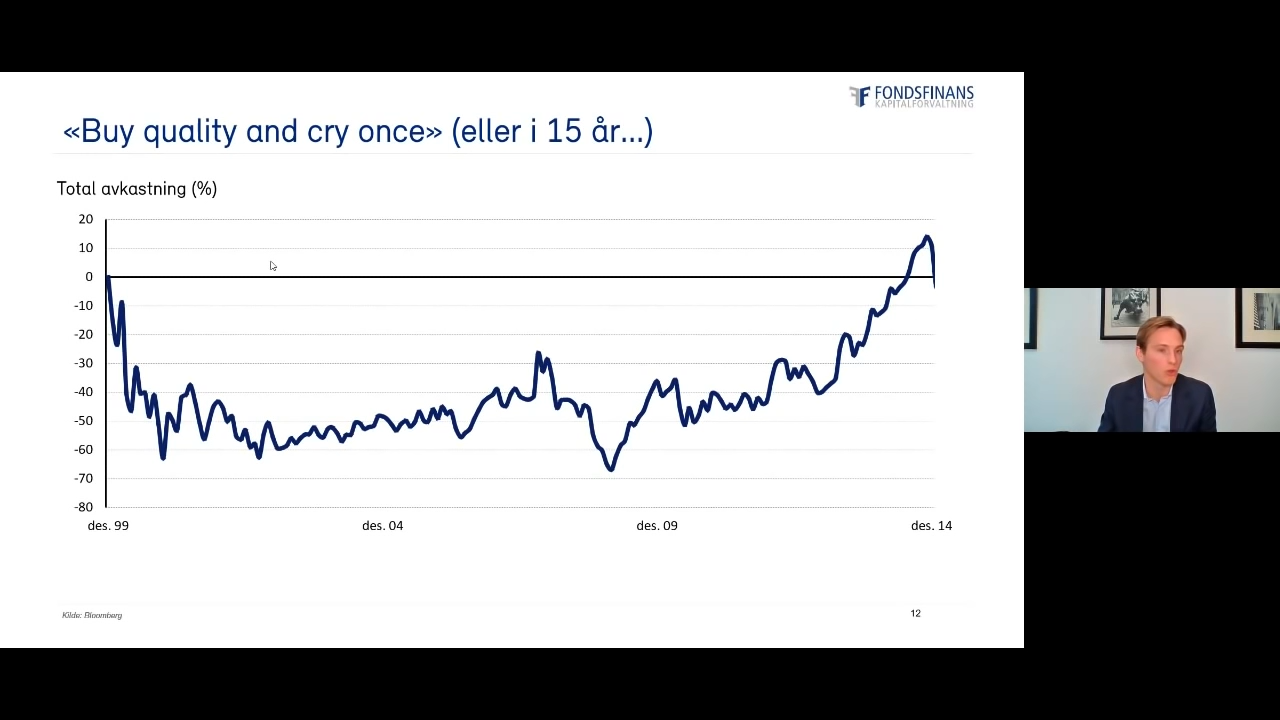 FONDSFINANS
KAPITALFORVALTNING
«Buy quality and cry once» (eller i 15 år...)
Total avkastning (%)
20
10
0
-10
-20
-30
-40
-50
-60
-70
-80
des. 99 des. 04 des. 09 des. 14
Kilde: Bloomberg
12